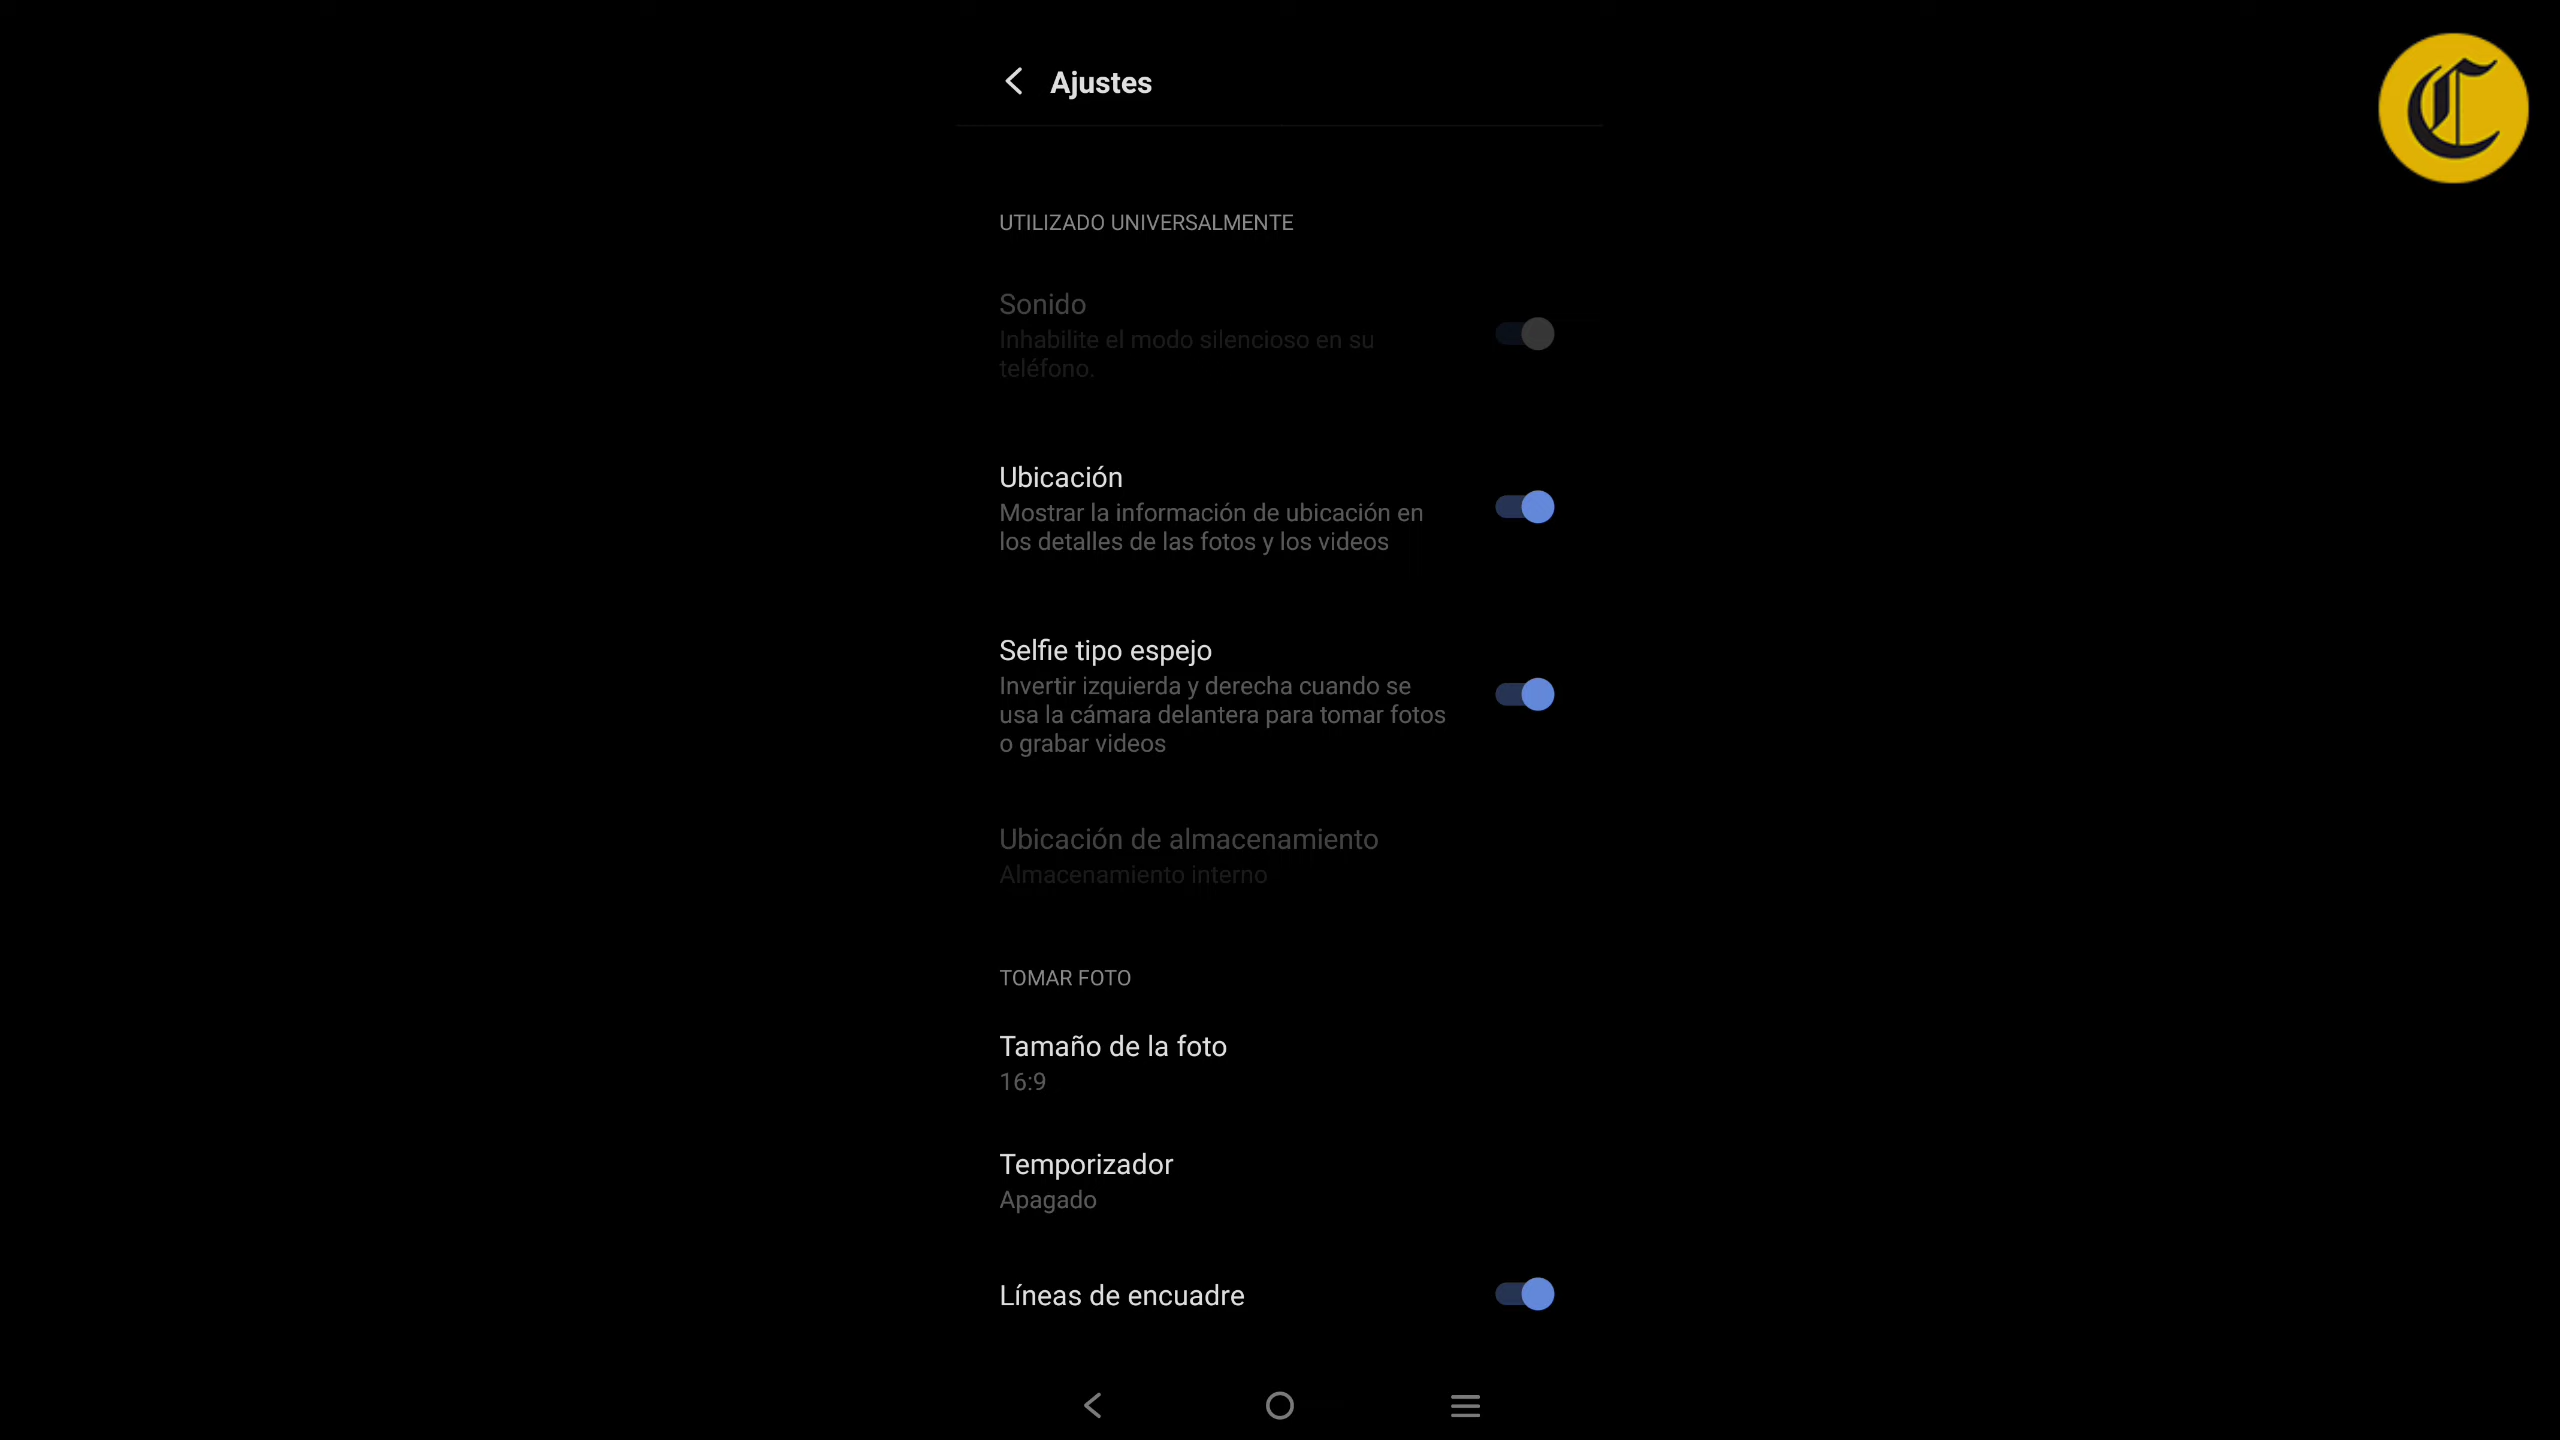 Ajustes
UTILIZADO UNIVERSALMENTE
Sonido
Inhabilite el modo silencioso en su
teléfono.
Ubicación
Mostrar la información de ubicación en
los detalles de las fotos y los videos
Selfie tipo espejo
Invertir izquierda y derecha cuando se
usa la cámara delantera para tomar fotos
o grabar videos
Ubicación de almacenamiento
Almacenamiento interno
TOMAR FOTO
Tamaño de la foto
16:9
Temporizador
Apagado
Líneas de encuadre
C